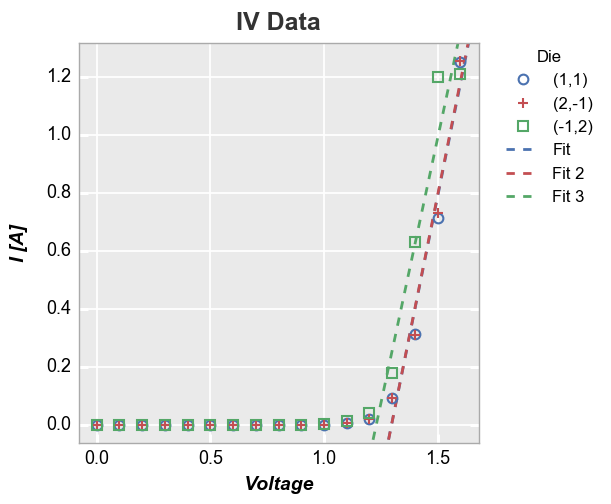 IV Data
Die
(1,1)
(2,-1)
(-1,2)
Fit
Fit 2
Fit 3
I [A]
1.2
1.0
0.8
0.6
0.4
0.2
0.0
0.0 0.5 1.0 1.5
Voltage